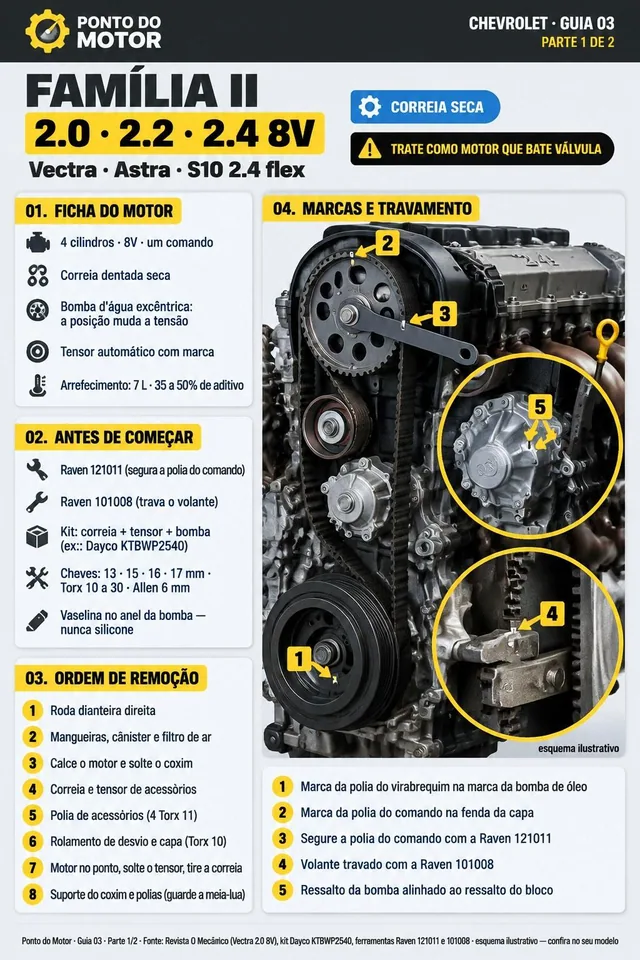 PONTO DO
MOTOR
CHEVROLET · GUIA 03
PARTE 1 DE 2
FAMÍLIA II
2.0 · 2.2 · 2.4 8V
Vectra · Astra · S10 2.4 flex
CORREIA SECA
TRATE COMO MOTOR QUE BATE VÁLVULA
01. FICHA DO MOTOR
4 cilindros · 8V · um comando
Correia dentada seca
Bomba d'água excêntrica:
a posição muda a tensão
Tensor automático com marca
Arrefecimento: 7 L · 35 a 50% de aditivo
02. ANTES DE COMEÇAR
Raven 121011 (segura a polia do comando)
Raven 101008 (trava o volante)
Kit: correia + tensor + bomba
(ex:: Dayco KTBWP2540)
Cheves: 13 · 15 · 16 · 17 mm ·
Torx 10 a 30 · Allen 6 mm
Vaselina no anel da bomba —
nunca silicone
03. ORDEM DE REMOÇÃO
1 Roda dianteira direita
2 Mangueiras, cânister e filtro de ar
3 Calce o motor e solte o coxim
4 Correia e tensor de acessòrios
5 Polia de acessòrios (4 Torx 11)
6 Rolamento de desvio e capa (Torx 10)
7 Motor no ponto, solte o tensor, tire a correia
8 Suporte do coxim e polias (guarde a meia-lua)
04. MARCAS E TRAVAMENTO
2.4
2
3
5
4
1
esquema ilustrativo
1 Marca da polia do virabrequim na marca da bomba de óleo
2 Marca da polia do comando na fenda da capa
3 Segure a polia do comando com a Raven 121011
4 Volante travado com a Raven 101008
5 Ressalto da bomba alinhado ao ressalto do bloco
Ponto do Motor · Guia 03 · Parte 1/2 · Fonte: Revista O Mecânico (Vectra 2.0 8V), kit Dayco KTBWP2540, ferramentas Raven 121011 e 101008 · esquema ilustrativo — confira no seu modelo